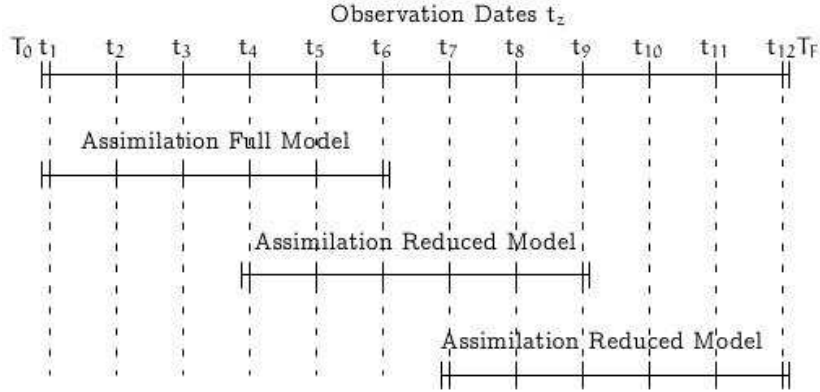 Observation Dates t_z
T_0 t_1 t_2 t_3 t_4 t_5 t_6 t_7 t_8 t_9 t_10 t_11 t_12 T_F
Assimilation Full Model
Assimilation Reduced Model
Assimilation Reduced Model